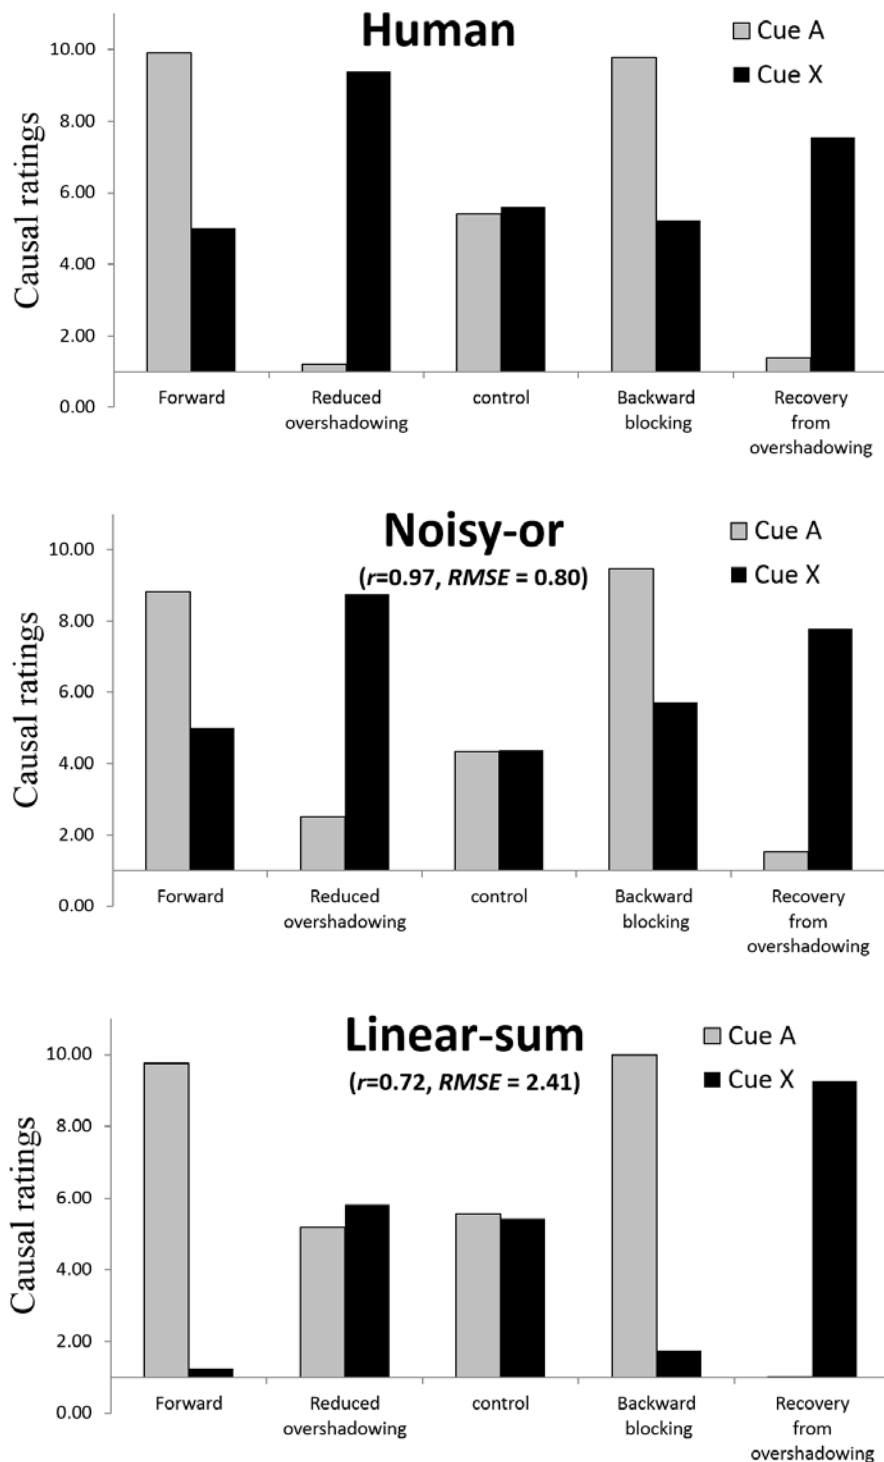 Human
Cue A
Cue X
Causal ratings
10.00
8.00
6.00
4.00
2.00
0.00
Forward
Reduced
overshadowing
control
Backward
blocking
Recovery
from
overshadowing
Noisy-or
(r=0.97, RMSE = 0.80)
Cue A
Cue X
Causal ratings
10.00
8.00
6.00
4.00
2.00
0.00
Forward
Reduced
overshadowing
control
Backward
blocking
Recovery
from
overshadowing
Linear-sum
(r=0.72, RMSE = 2.41)
Cue A
Cue X
Causal ratings
10.00
8.00
6.00
4.00
2.00
0.00
Forward
Reduced
overshadowing
control
Backward
blocking
Recovery
from
overshadowing